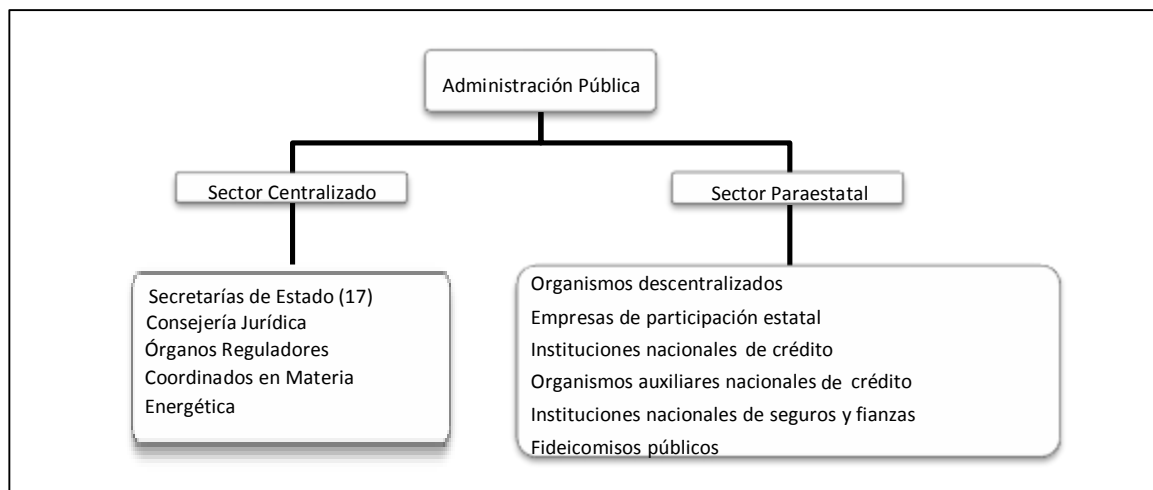 Administración Pública
Sector Centralizado
Sector Paraestatal
Secretarías de Estado (17)
Consejería Jurídica
Órganos Reguladores
Coordinados en Materia
Energética
Organismos descentralizados
Empresas de participación estatal
Instituciones nacionales de crédito
Organismos auxiliares nacionales de crédito
Instituciones nacionales de seguros y fianzas
Fideicomisos públicos